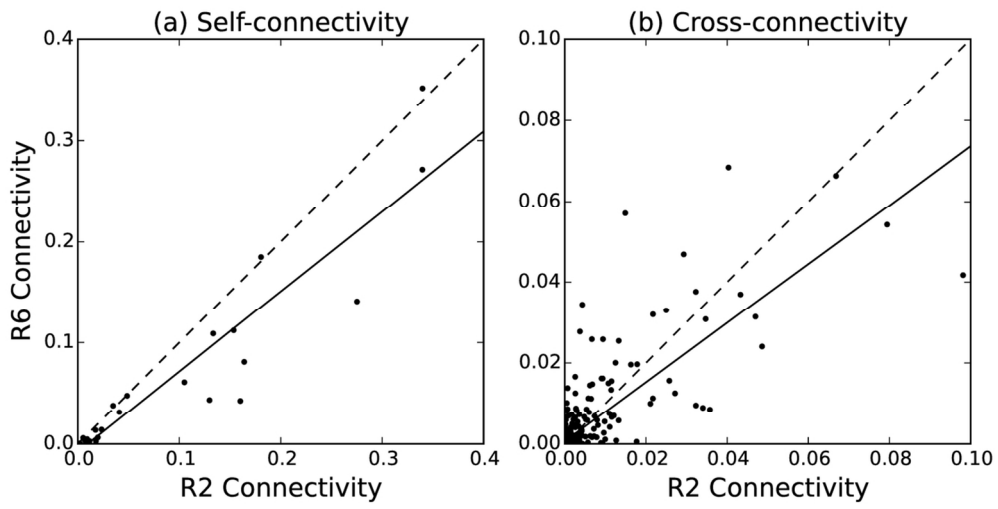 (a) Self-connectivity
(b) Cross-connectivity
0.4
0.3
0.2
0.1
0.0
0.0 0.1 0.2 0.3 0.4
R6 Connectivity
R2 Connectivity
0.10
0.08
0.06
0.04
0.02
0.00
0.00 0.02 0.04 0.06 0.08 0.10
R2 Connectivity